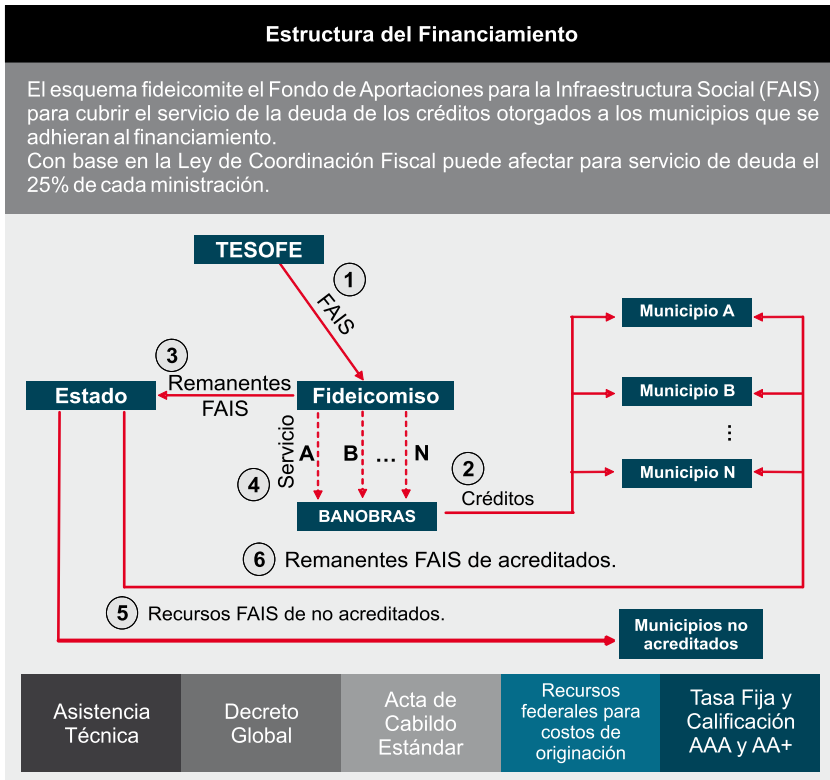 Estructura del Financiamiento
El esquema fideicomite el Fondo de Aportaciones para la Infraestructura Social (FAIS)
para cubrir el servicio de la deuda de los créditos otorgados a los municipios que se
adhieran al financiamiento.
Con base en la Ley de Coordinación Fiscal puede afectar para servicio de deuda el
25% de cada ministración.
TESOFE
1
FAIS
Municipio A
3
Remanentes
FAIS
Estado
Fideicomiso
Municipio B
...
Servicio
A B ... N
4
2
Créditos
Municipio N
BANOBRAS
6 Remanentes FAIS de acreditados.
5 Recursos FAIS de no acreditados.
Municipios no
acreditados
Asistencia
Técnica
Decreto
Global
Acta de
Cabildo
Estándar
Recursos
federales para
costos de
originación
Tasa Fija y
Calificación
AAA y AA+